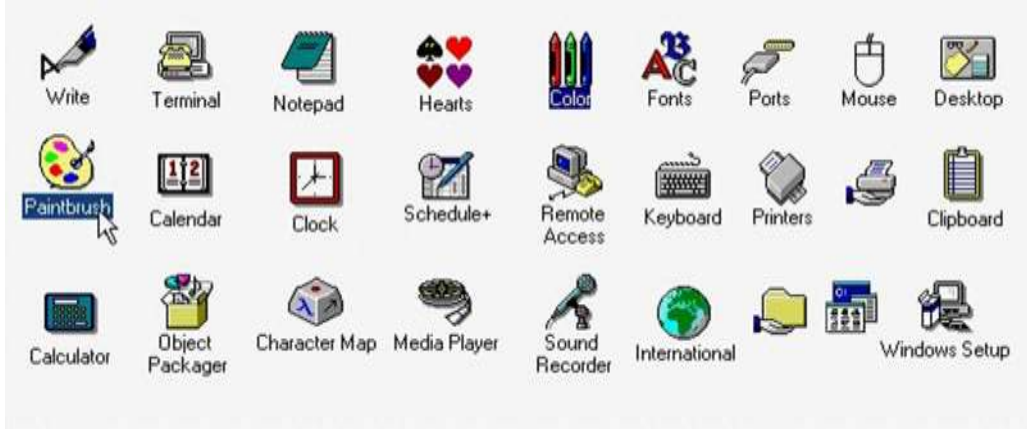 Write
Terminal
Notepad
Hearts
Color
Fonts
Ports
Mouse
Desktop
Paintbrush
Calendar
Clock
Schedule+
Remote
Access
Keyboard
Printers
Clipboard
Calculator
Object
Packager
Character Map
Media Player
Sound
Recorder
International
Windows Setup